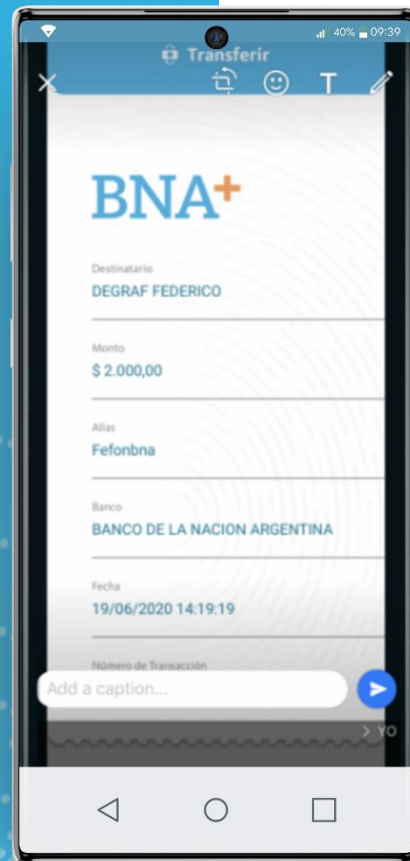 40% 09:39
Transferir
T
BNA+
Destinatario
DEGRAF FEDERICO
Monto
$ 2.000,00
Alias
Fefonbna
Banco
BANCO DE LA NACION ARGENTINA
Fecha
19/06/2020 14:19:19
Número de Transacción
Add a caption...
> YO